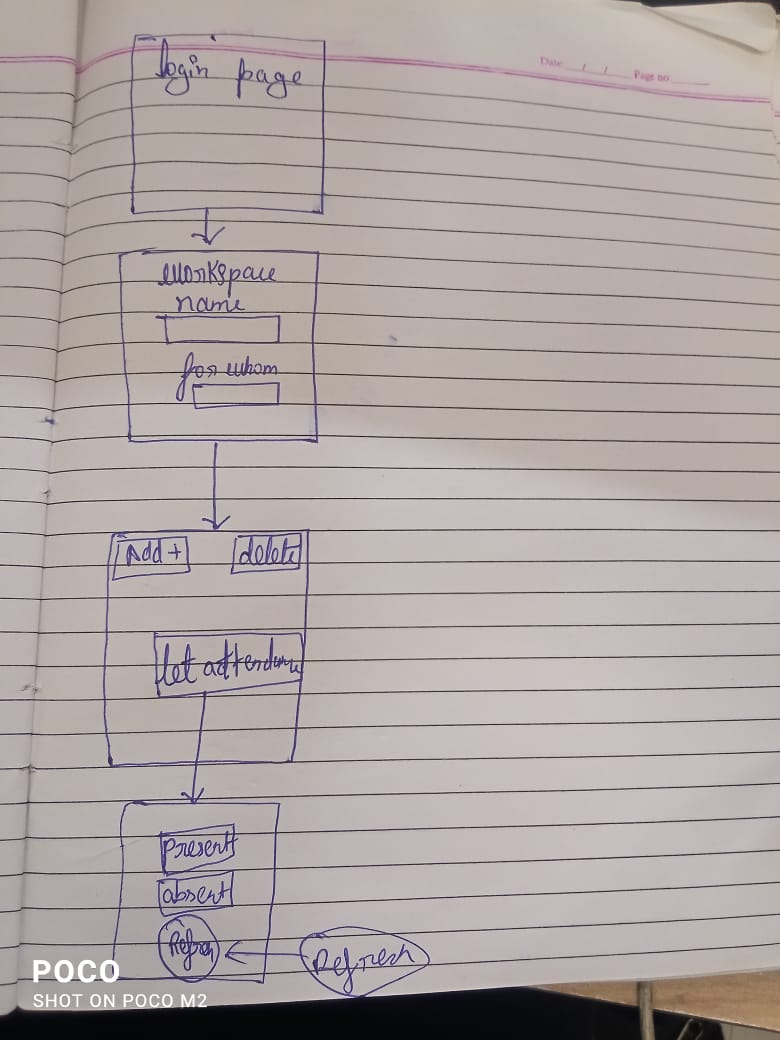 Date / / Page no.
login page
workspace
name
for whom
Add + delete
let attendance
Present
absent
Refresh
POCO
SHOT ON POCO M2